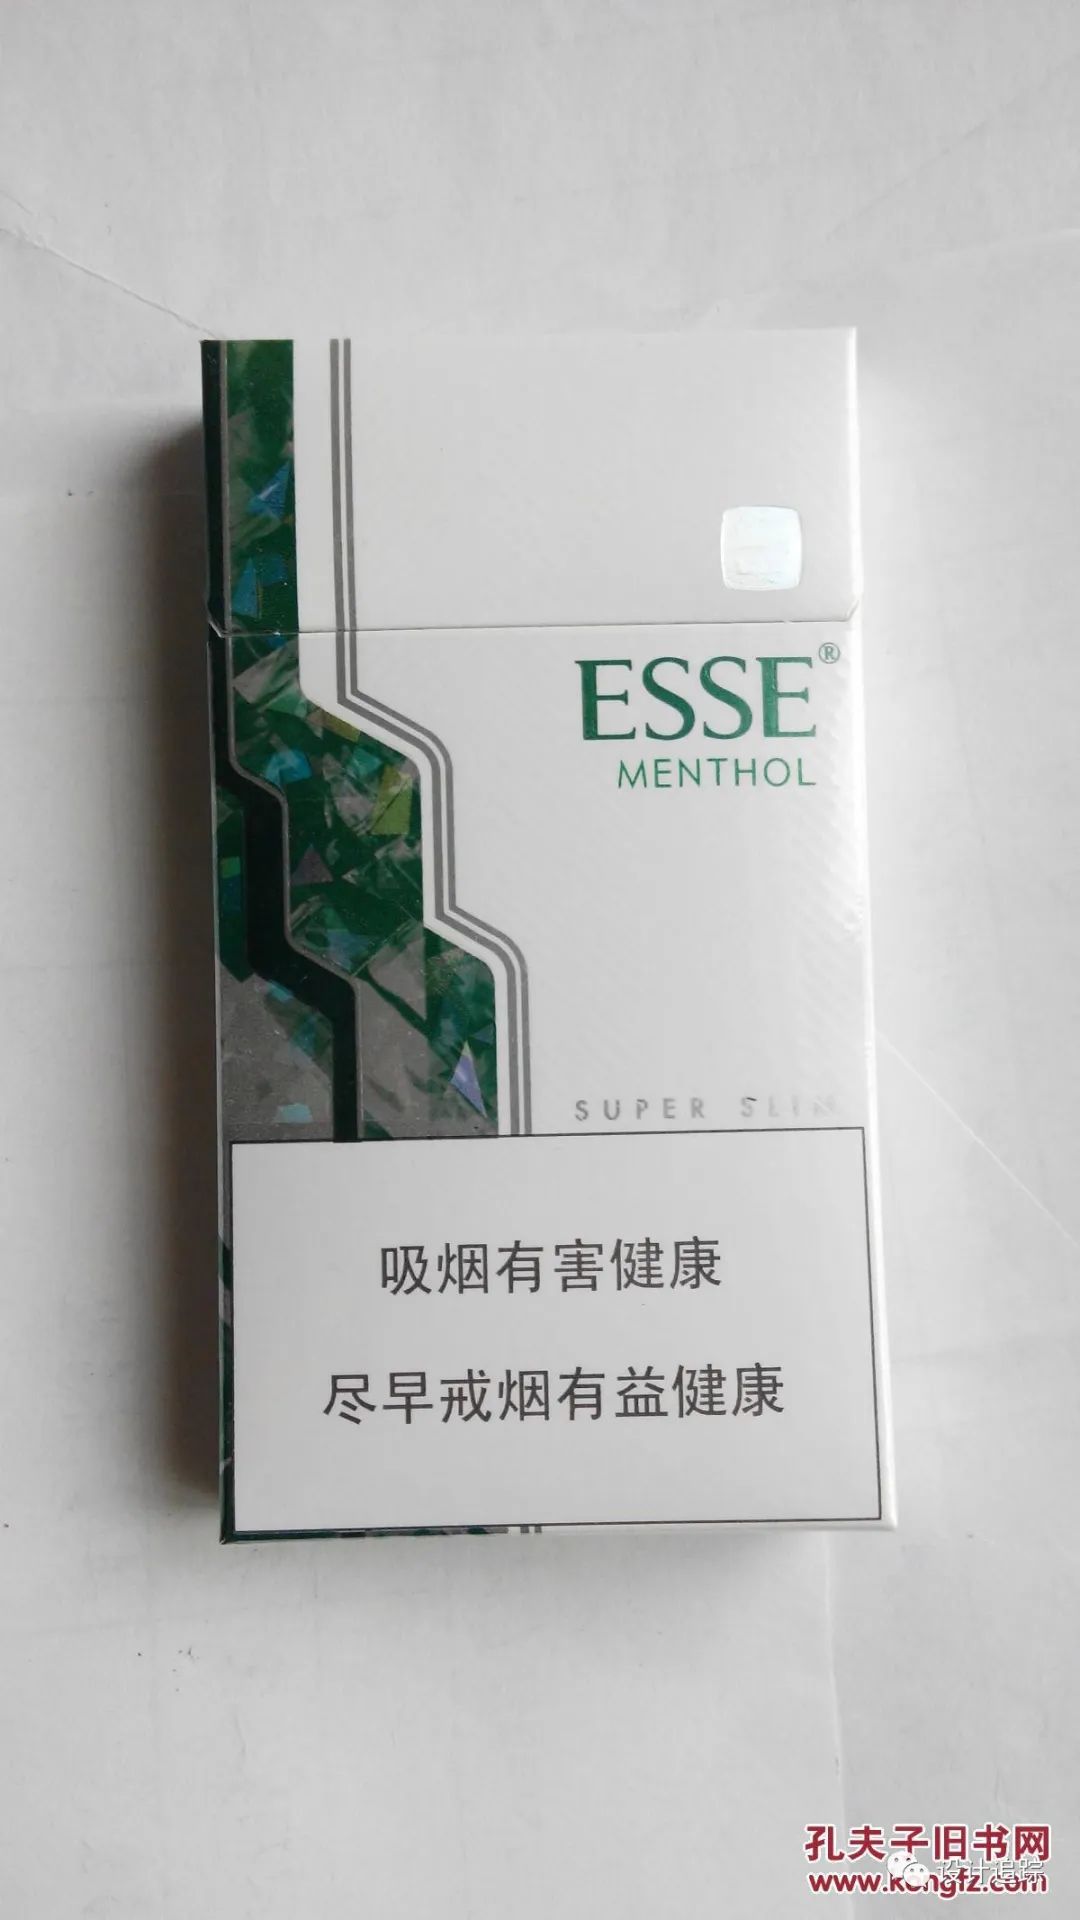 ESSE®
MENTHOL
SUPER SLIM
吸烟有害健康
尽早戒烟有益健康
孔夫子旧书网
设计追踪
www.kongfz.com